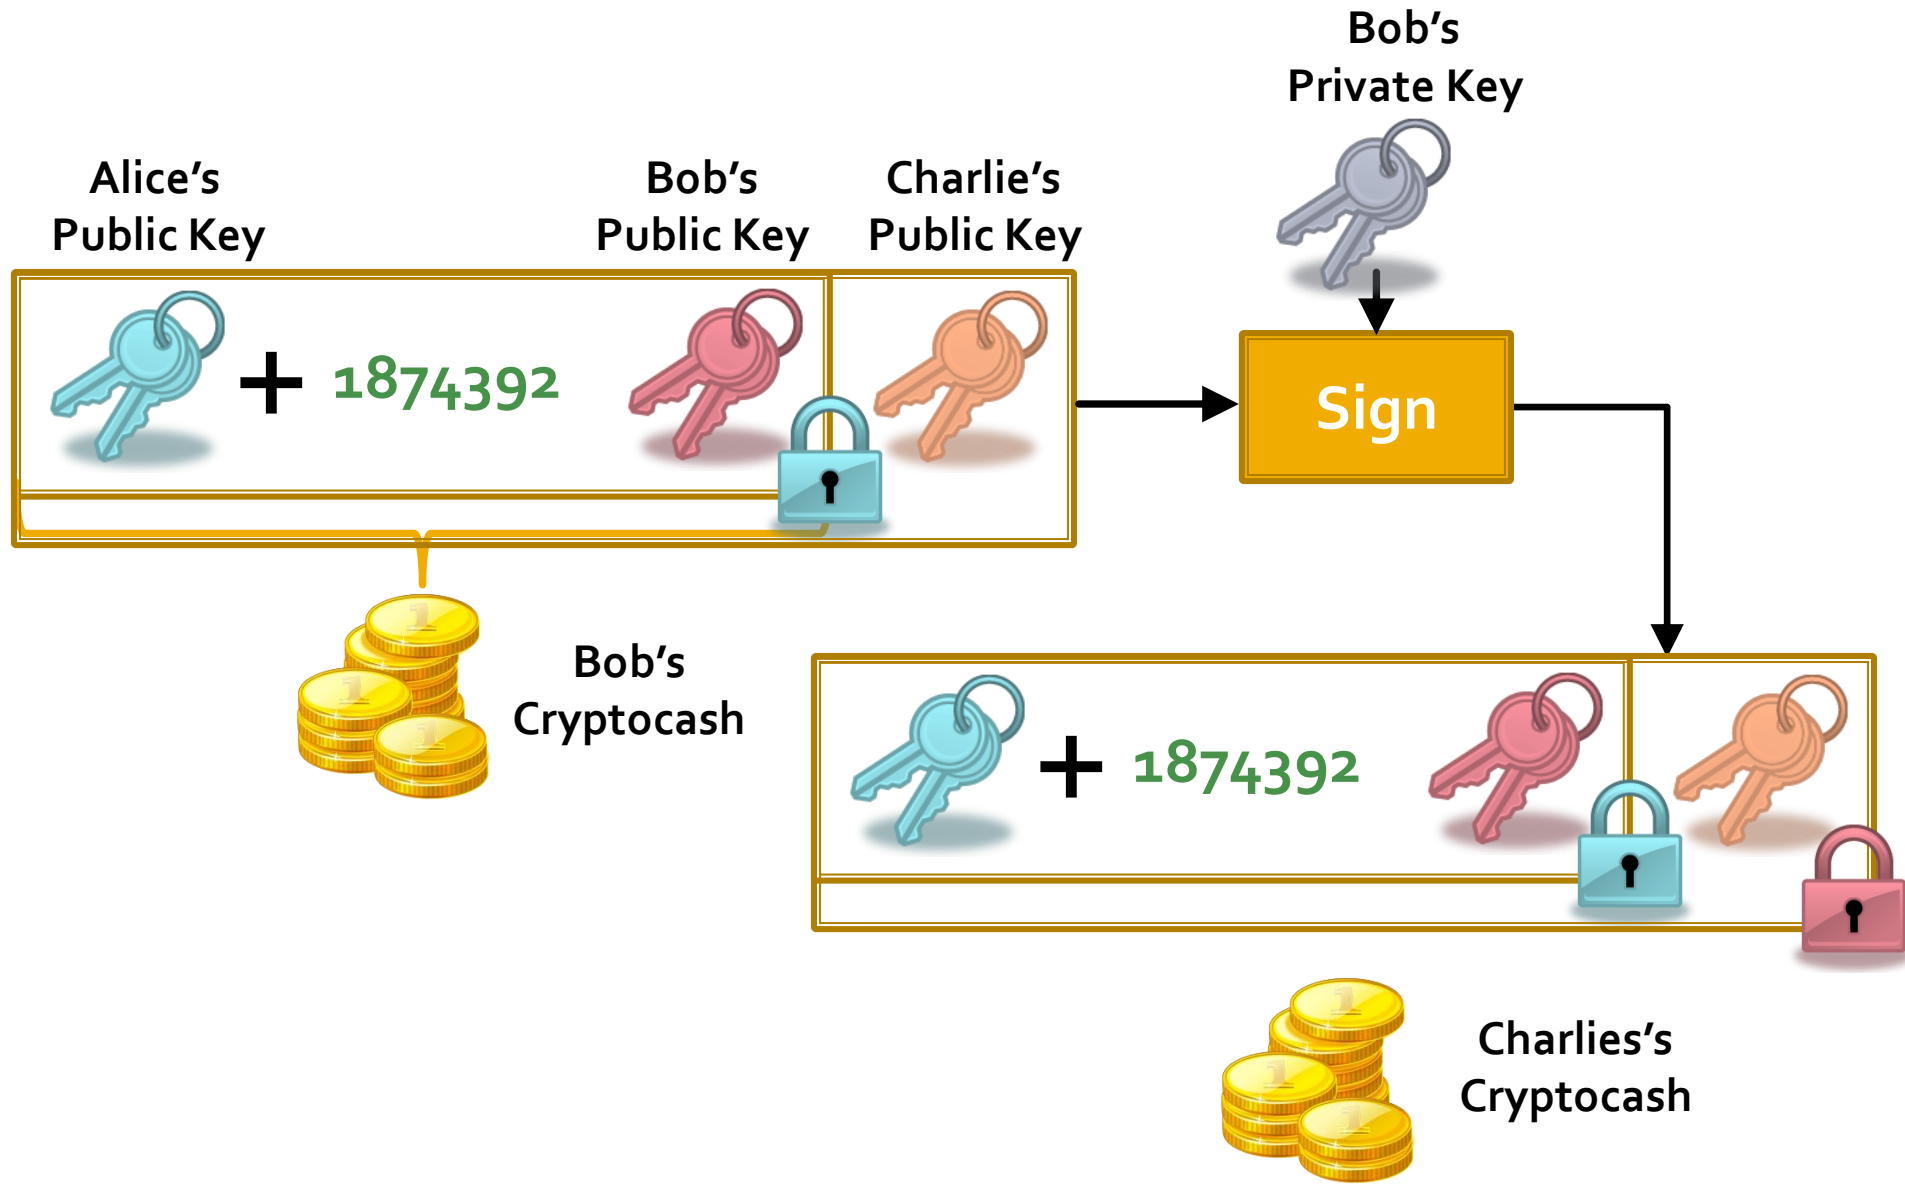 Bob’s
Private Key
Alice’s
Public Key
Bob’s
Public Key
Charlie’s
Public Key
+ 1874392
Sign
Bob’s
Cryptocash
+ 1874392
Charlies’s
Cryptocash